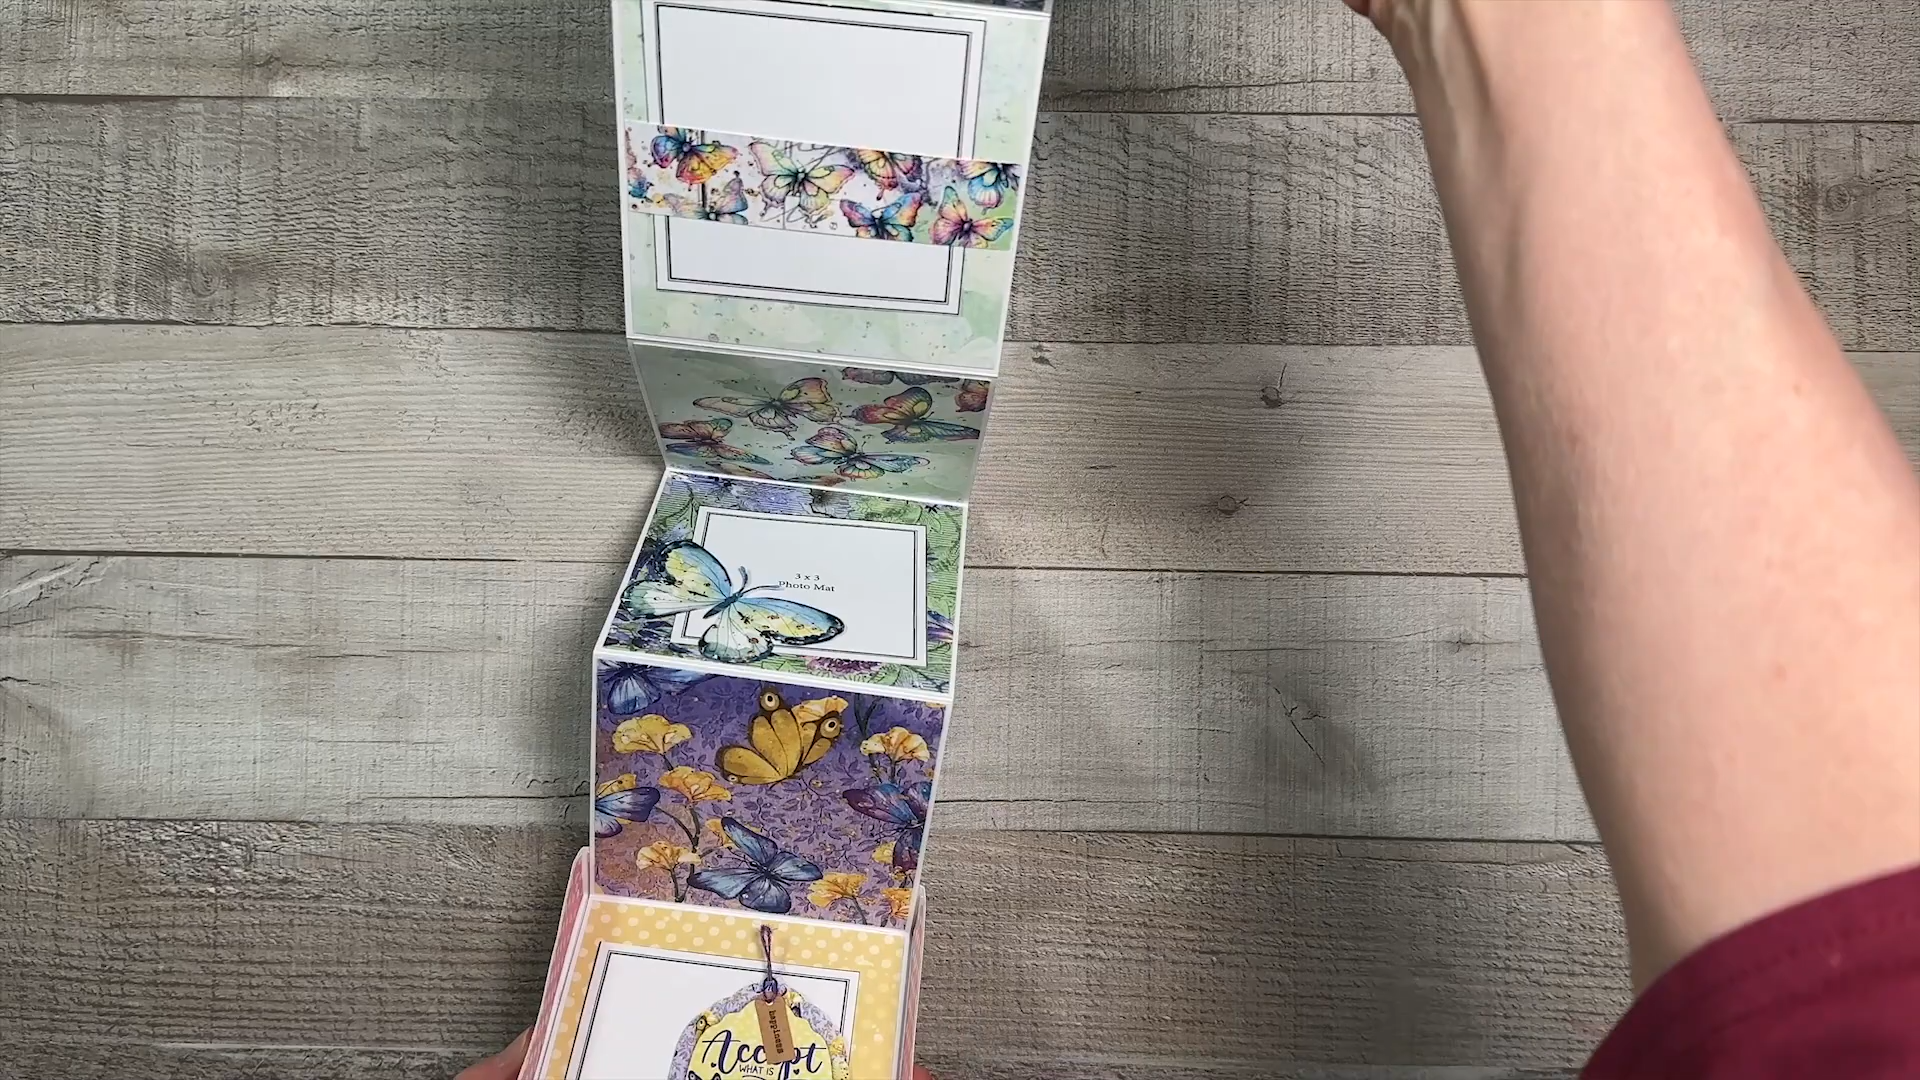 3 x 3
Photo Mat
happiness
Accept
WHAT IS